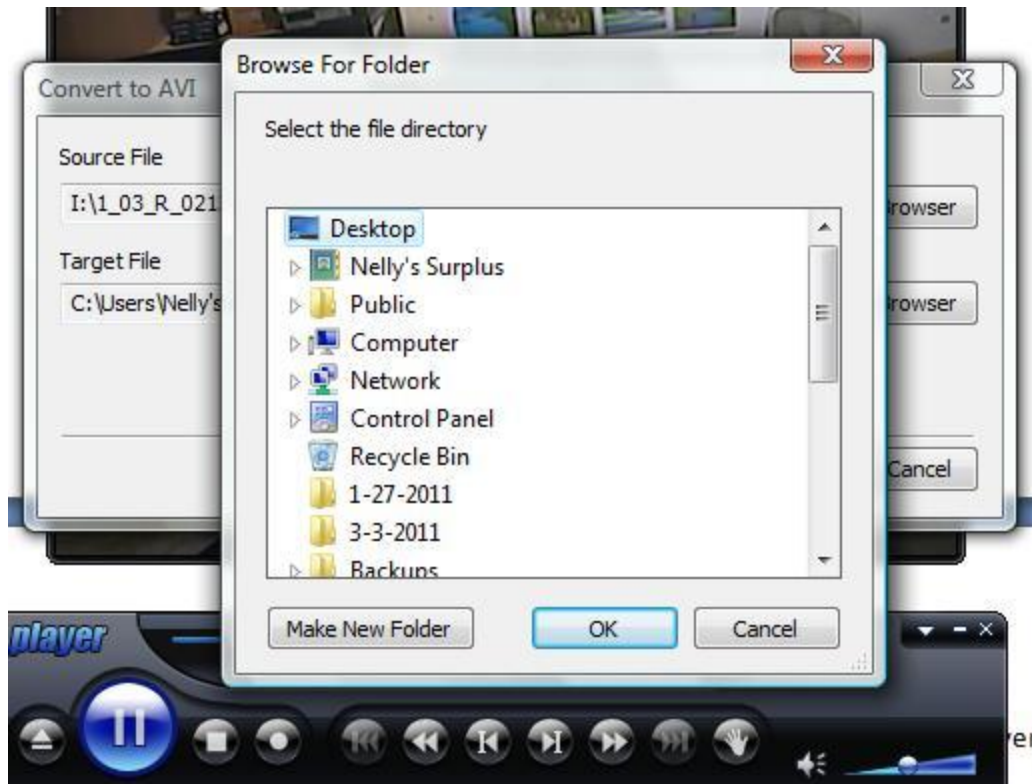 Browse For Folder
Convert to AVI
Select the file directory
Source File
I:\1_03_R_021
rowser
Target File
C:\Users\Nelly's
rowser
Desktop
Nelly's Surplus
Public
Computer
Network
Control Panel
Recycle Bin
1-27-2011
3-3-2011
Backups
Cancel
Make New Folder
OK
Cancel
player
ver